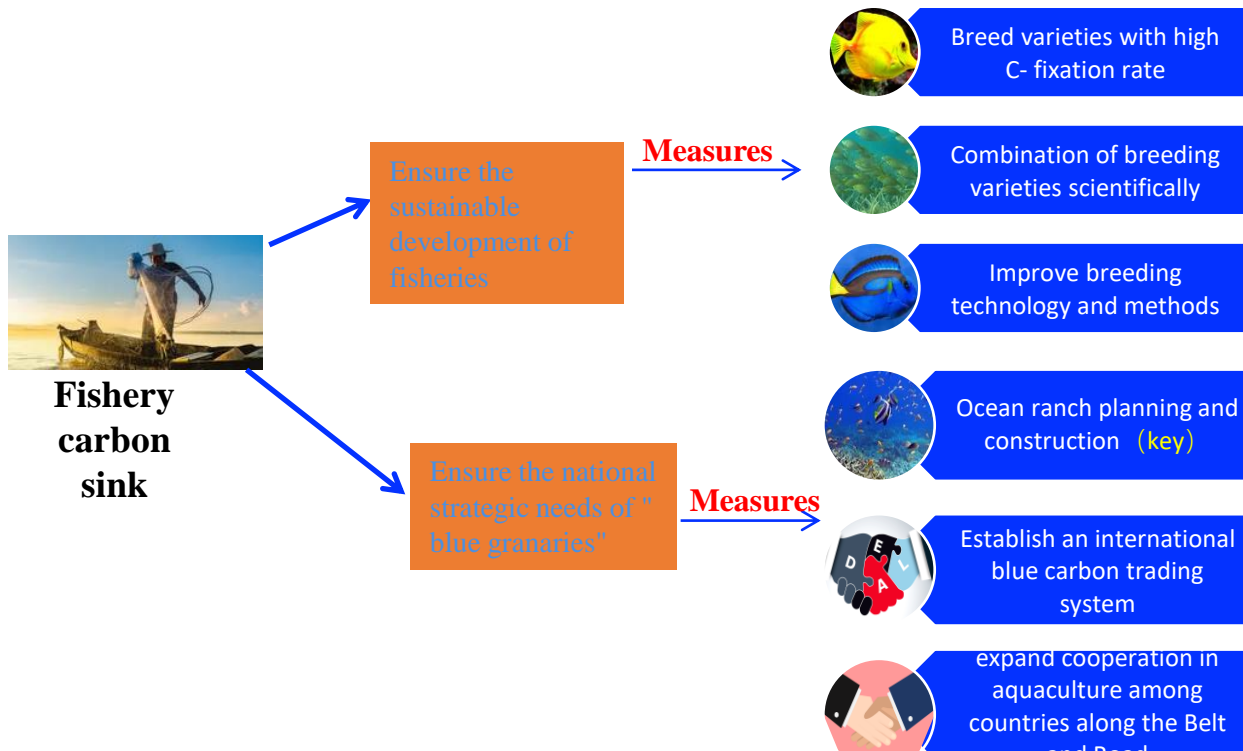 Fishery
carbon
sink
Ensure the
sustainable
development of
fisheries
Measures
Ensure the national
strategic needs of "
blue granaries"
Measures
Breed varieties with high
C- fixation rate
Combination of breeding
varieties scientifically
Improve breeding
technology and methods
Ocean ranch planning and
construction （key）
D E A L
Establish an international
blue carbon trading
system
expand cooperation in
aquaculture among
countries along the Belt
and Road